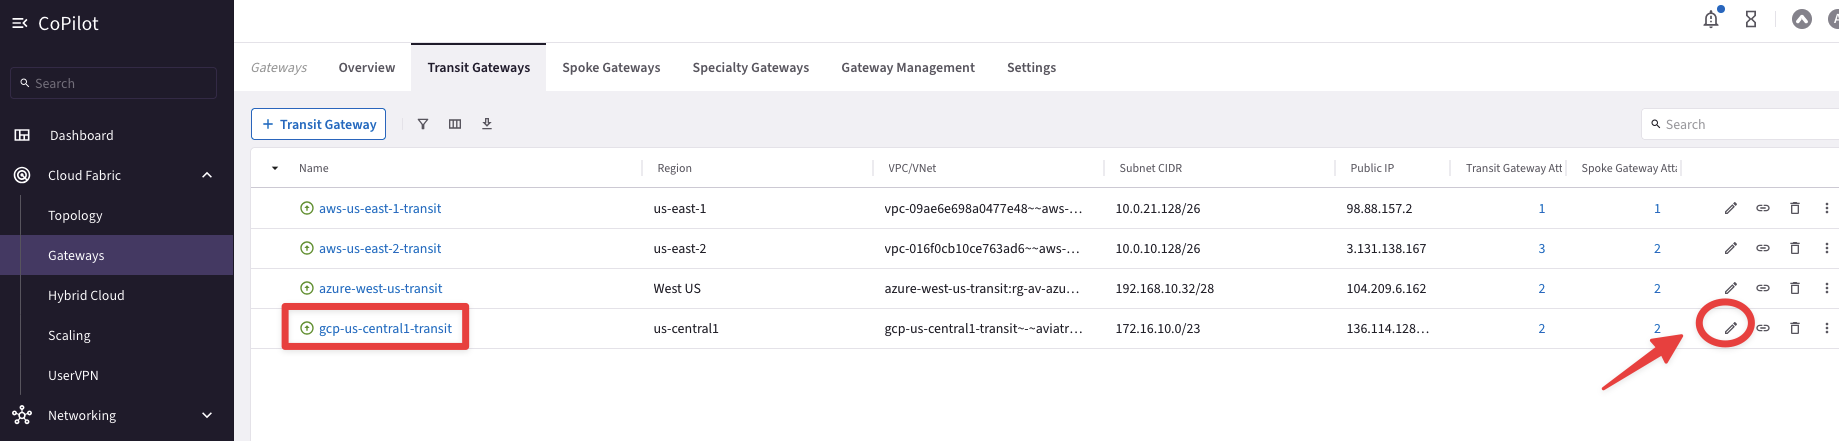 CoPilot
Search
Dashboard
Cloud Fabric
Topology
Gateways
Hybrid Cloud
Scaling
UserVPN
Networking
Gateways Overview Transit Gateways Spoke Gateways Specialty Gateways Gateway Management Settings
+ Transit Gateway
Search
Name Region VPC/VNet Subnet CIDR Public IP Transit Gateway Att Spoke Gateway Atta
aws-us-east-1-transit us-east-1 vpc-09ae6e698a0477e48~~aws-... 10.0.21.128/26 98.88.157.2 1 1
aws-us-east-2-transit us-east-2 vpc-016f0cb10ce763ad6~~aws-... 10.0.10.128/26 3.131.138.167 3 2
azure-west-us-transit West US azure-west-us-transit:rg-av-azu... 192.168.10.32/28 104.209.6.162 2 2
gcp-us-central1-transit us-central1 gcp-us-central1-transit~-~aviatr... 172.16.10.0/23 136.114.128... 2 2